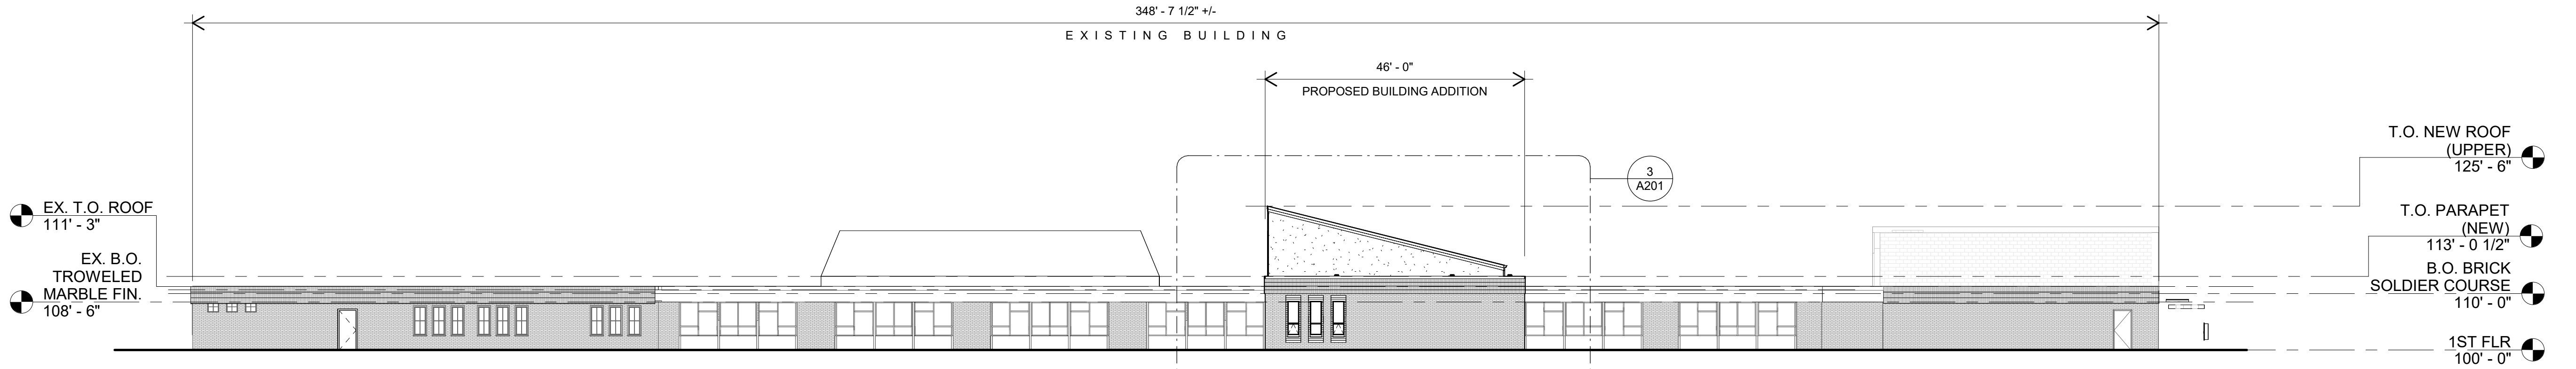 348' - 7 1/2" +/-
EXISTING BUILDING
46' - 0"
PROPOSED BUILDING ADDITION
3
A201
EX. T.O. ROOF
111' - 3"
EX. B.O.
TROWELED
MARBLE FIN.
108' - 6"
T.O. NEW ROOF
(UPPER)
125' - 6"
T.O. PARAPET
(NEW)
113' - 0 1/2"
B.O. BRICK
SOLDIER COURSE
110' - 0"
1ST FLR
100' - 0"